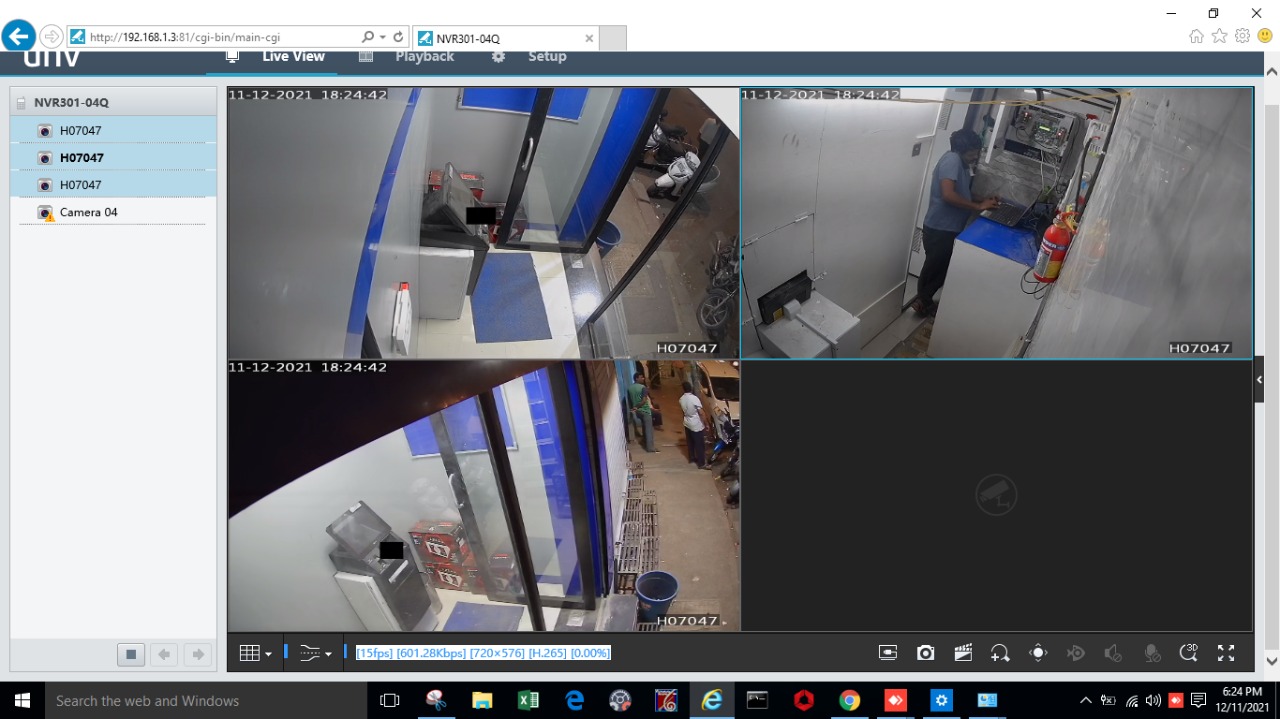 http://192.168.1.3:81/cgi-bin/main-cgi
NVR301-04Q
unv
Live View
Playback
Setup
NVR301-04Q
H07047
H07047
H07047
Camera 04
11-12-2021 18:24:42
H07047
11-12-2021 18:24:42
H07047
11-12-2021 18:24:42
H07047
[15fps] [601.28Kbps] [720×576] [H.265] [0.00%]
3D
Search the web and Windows
6:24 PM
12/11/2021